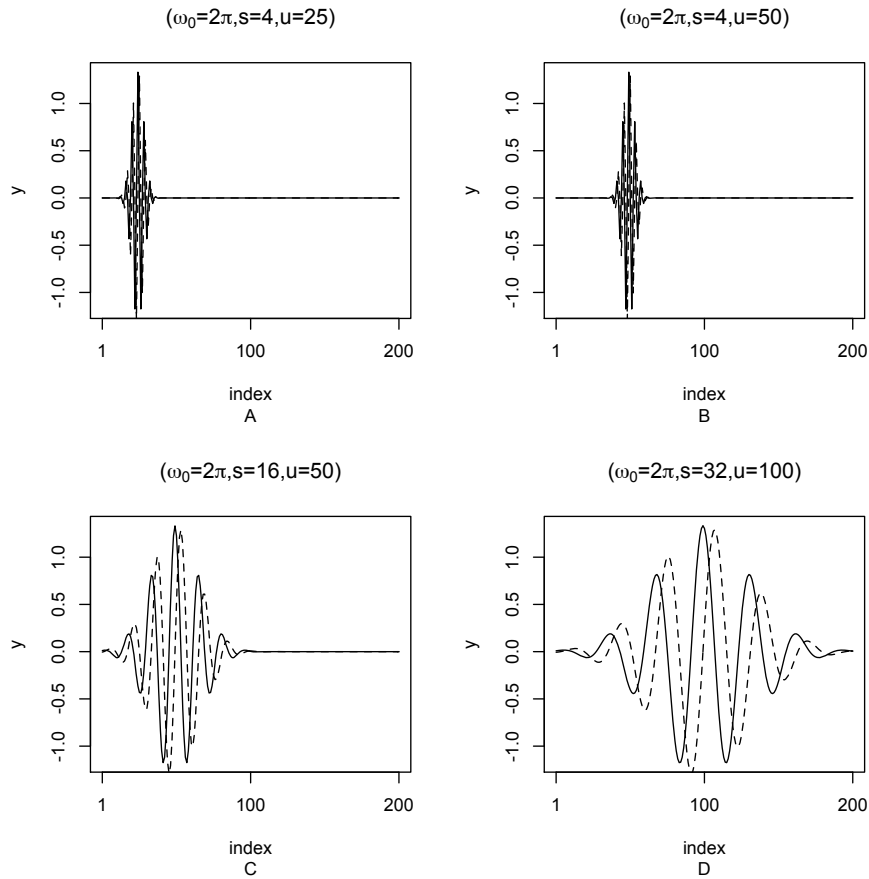 (ω₀=2π,s=4,u=25)
y
-1.0 -0.5 0.0 0.5 1.0
1 100 200
index
A
(ω₀=2π,s=4,u=50)
y
-1.0 -0.5 0.0 0.5 1.0
1 100 200
index
B
(ω₀=2π,s=16,u=50)
y
-1.0 -0.5 0.0 0.5 1.0
1 100 200
index
C
(ω₀=2π,s=32,u=100)
y
-1.0 -0.5 0.0 0.5 1.0
1 100 200
index
D